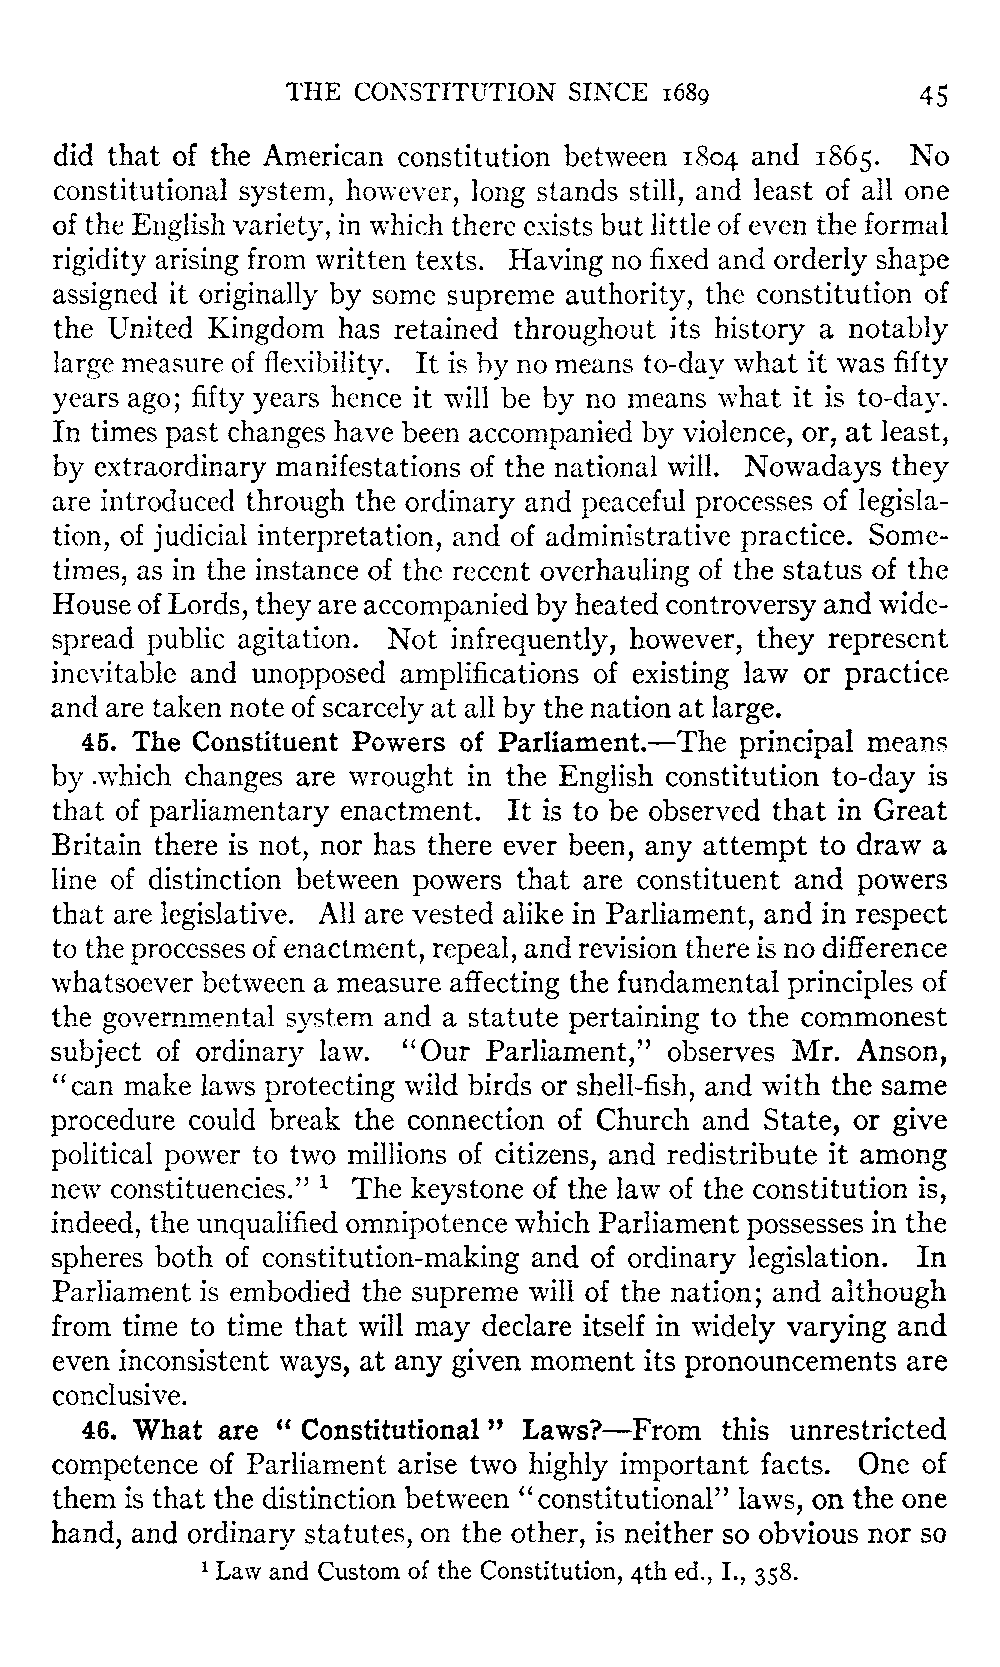 THE CONSTITUTION SINCE 1689 45
did that of the American constitution between 1804 and 1865. No
constitutional system, however, long stands still, and least of all one
of the English variety, in which there exists but little of even the formal
rigidity arising from written texts. Having no fixed and orderly shape
assigned it originally by some supreme authority, the constitution of
the United Kingdom has retained throughout its history a notably
large measure of flexibility. It is by no means to-day what it was fifty
years ago; fifty years hence it will be by no means what it is to-day.
In times past changes have been accompanied by violence, or, at least,
by extraordinary manifestations of the national will. Nowadays they
are introduced through the ordinary and peaceful processes of legisla-
tion, of judicial interpretation, and of administrative practice. Some-
times, as in the instance of the recent overhauling of the status of the
House of Lords, they are accompanied by heated controversy and wide-
spread public agitation. Not infrequently, however, they represent
inevitable and unopposed amplifications of existing law or practice
and are taken note of scarcely at all by the nation at large.
45. The Constituent Powers of Parliament.—The principal means
by .which changes are wrought in the English constitution to-day is
that of parliamentary enactment. It is to be observed that in Great
Britain there is not, nor has there ever been, any attempt to draw a
line of distinction between powers that are constituent and powers
that are legislative. All are vested alike in Parliament, and in respect
to the processes of enactment, repeal, and revision there is no difference
whatsoever between a measure affecting the fundamental principles of
the governmental system and a statute pertaining to the commonest
subject of ordinary law. "Our Parliament," observes Mr. Anson,
"can make laws protecting wild birds or shell-fish, and with the same
procedure could break the connection of Church and State, or give
political power to two millions of citizens, and redistribute it among
new constituencies." 1 The keystone of the law of the constitution is,
indeed, the unqualified omnipotence which Parliament possesses in the
spheres both of constitution-making and of ordinary legislation. In
Parliament is embodied the supreme will of the nation; and although
from time to time that will may declare itself in widely varying and
even inconsistent ways, at any given moment its pronouncements are
conclusive.
46. What are "Constitutional" Laws?—From this unrestricted
competence of Parliament arise two highly important facts. One of
them is that the distinction between "constitutional" laws, on the one
hand, and ordinary statutes, on the other, is neither so obvious nor so
1 Law and Custom of the Constitution, 4th ed., I., 358.